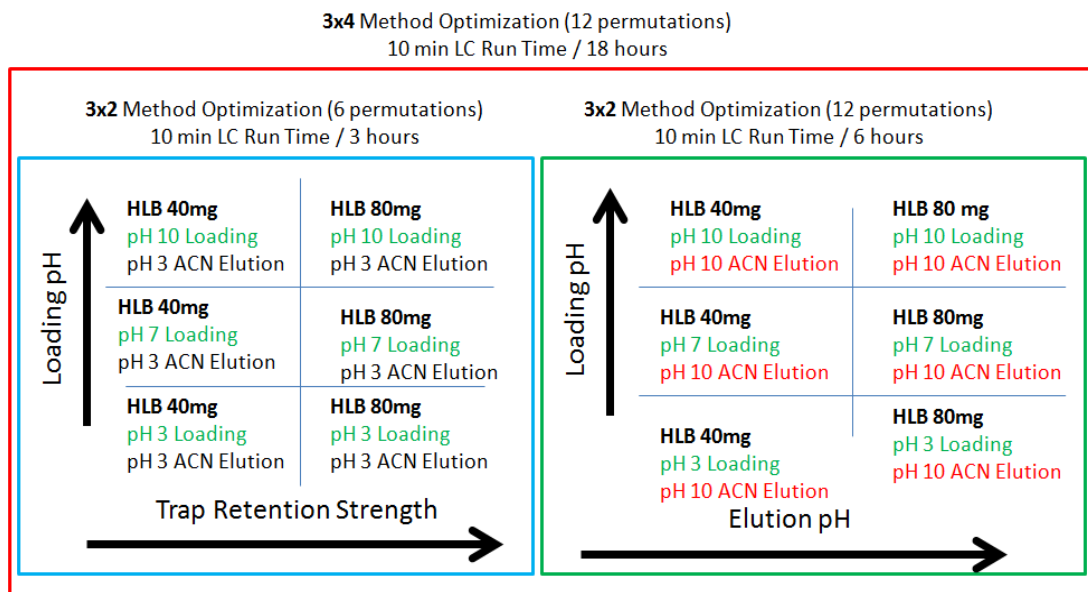 3x4 Method Optimization (12 permutations)
10 min LC Run Time / 18 hours
3x2 Method Optimization (6 permutations)
10 min LC Run Time / 3 hours
Loading pH
HLB 40mg
pH 10 Loading
pH 3 ACN Elution
HLB 80mg
pH 10 Loading
pH 3 ACN Elution
HLB 40mg
pH 7 Loading
pH 3 ACN Elution
HLB 80mg
pH 7 Loading
pH 3 ACN Elution
HLB 40mg
pH 3 Loading
pH 3 ACN Elution
HLB 80mg
pH 3 Loading
pH 3 ACN Elution
Trap Retention Strength
3x2 Method Optimization (12 permutations)
10 min LC Run Time / 6 hours
Loading pH
HLB 40mg
pH 10 Loading
pH 10 ACN Elution
HLB 80 mg
pH 10 Loading
pH 10 ACN Elution
HLB 40mg
pH 7 Loading
pH 10 ACN Elution
HLB 80mg
pH 7 Loading
pH 10 ACN Elution
HLB 40mg
pH 3 Loading
pH 10 ACN Elution
HLB 80mg
pH 3 Loading
pH 10 ACN Elution
Elution pH